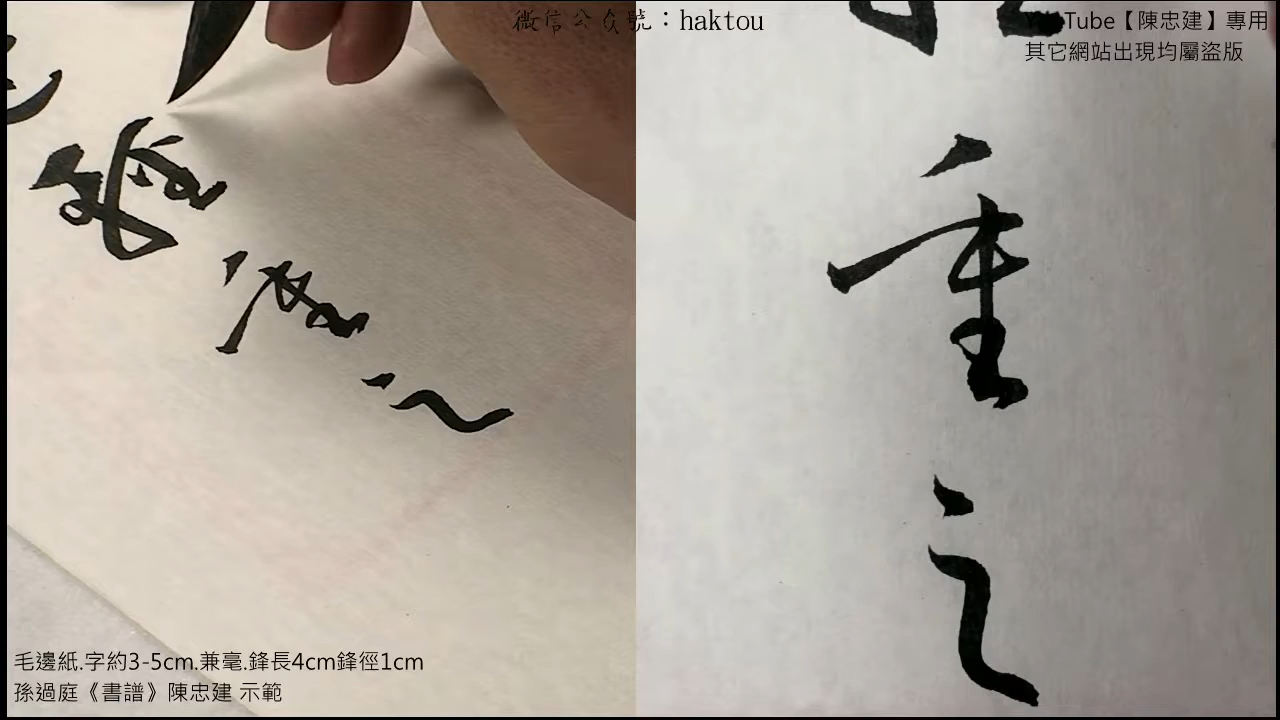 微信公众號：haktou
YouTube【陳忠建】專用
其它網站出現均屬盜版
重之
毛邊紙.字約3-5cm.兼毫.鋒長4cm鋒徑1cm
孫過庭《書譜》陳忠建 示範